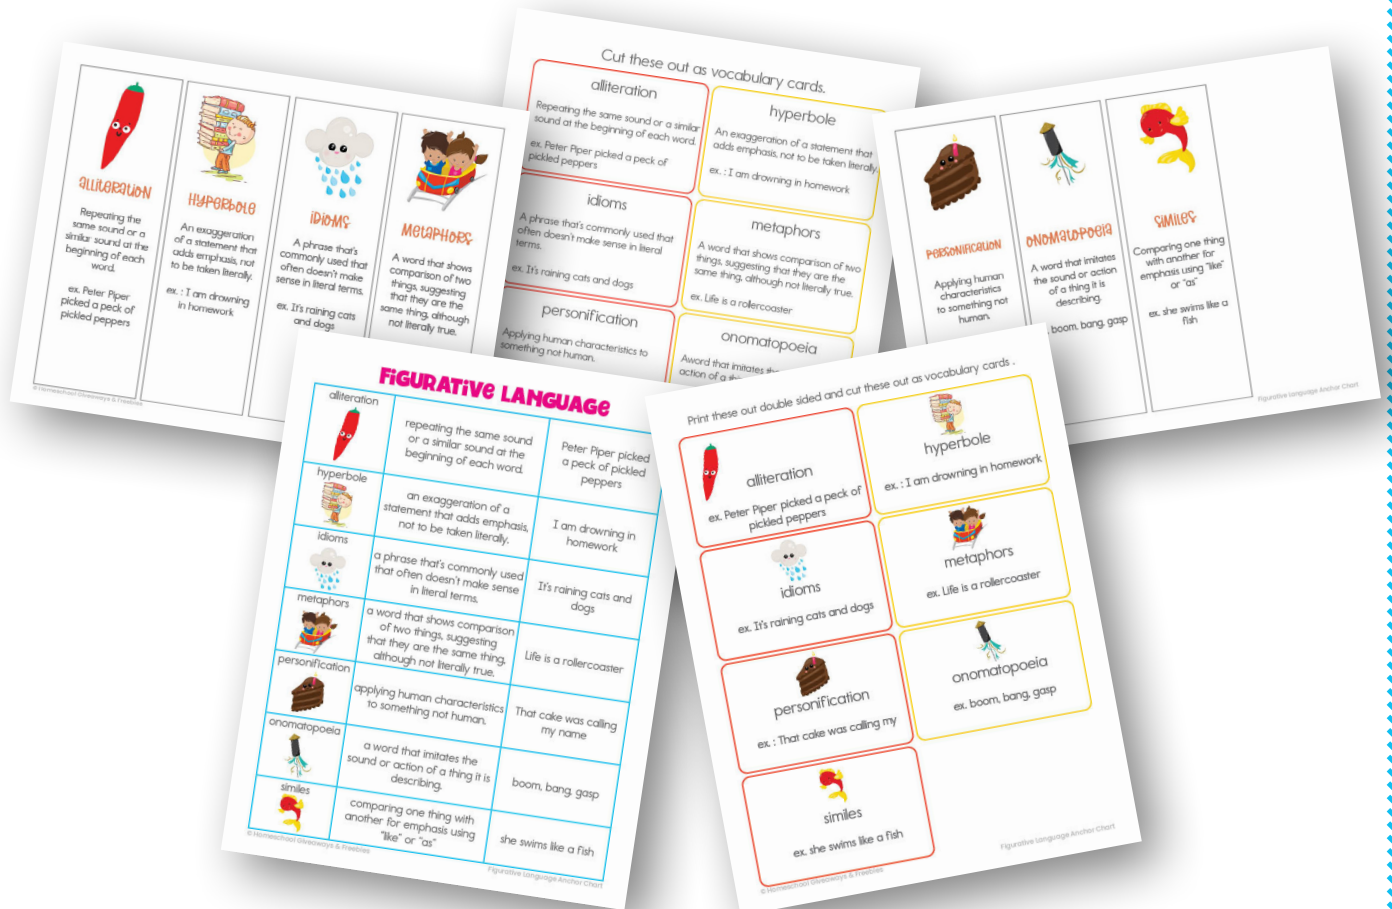 ALLITERATION
Repeating the
same sound or a
similar sound at the
beginning of each
word.
ex. Peter Piper
picked a peck of
pickled peppers
HYPERBOLE
An exaggeration
of a statement that
adds emphasis, not
to be taken literally.
ex. : I am drowning
in homework
IDIOMS
A phrase that's
commonly used that
often doesn't make
sense in literal terms.
ex. It's raining cats
and dogs
METAPHORS
A word that shows
comparison of two
things, suggesting
that they are the
same thing, although
not literally true.
© Homeschool Giveaways & Freebies
Cut these out as vocabulary cards.
alliteration
Repeating the same sound or a similar
sound at the beginning of each word.
ex. Peter Piper picked a peck of
pickled peppers
hyperbole
An exaggeration of a statement that
adds emphasis, not to be taken literally.
ex. : I am drowning in homework
idioms
A phrase that's commonly used that
often doesn't make sense in literal
terms.
ex. It's raining cats and dogs
metaphors
A word that shows comparison of two
things, suggesting that they are the
same thing, although not literally true.
ex. Life is a rollercoaster
personification
Applying human characteristics to
something not human.
onomatopoeia
Aword that imitates
action of a
PERSONIFICATION
Applying human
characteristics
to something not
human.
ONOMATOPOEIA
A word that imitates
the sound or action
of a thing it is
describing.
boom, bang, gasp
SIMILES
Comparing one thing
with another for
emphasis using "like"
or "as"
ex. she swims like a
fish
Figurative Language Anchor Chart
FIGURATIVE LANGUAGE
alliteration
repeating the same sound
or a similar sound at the
beginning of each word.
Peter Piper picked
a peck of pickled
peppers
hyperbole
an exaggeration of a
statement that adds emphasis,
not to be taken literally.
I am drowning in
homework
idioms
a phrase that's commonly used
that often doesn't make sense
in literal terms.
It's raining cats and
dogs
metaphors
a word that shows comparison
of two things, suggesting
that they are the same thing,
although not literally true.
Life is a rollercoaster
personification
applying human characteristics
to something not human.
That cake was calling
my name
onomatopoeia
a word that imitates the
sound or action of a thing it is
describing.
boom, bang, gasp
similes
comparing one thing with
another for emphasis using
"like" or "as"
she swims like a fish
© Homeschool Giveaways & Freebies
Figurative Language Anchor Chart
Print these out double sided and cut these out as vocabulary cards .
alliteration
ex. Peter Piper picked a peck of
pickled peppers
hyperbole
ex. : I am drowning in homework
idioms
ex. It's raining cats and dogs
metaphors
ex. Life is a rollercoaster
personification
ex. : That cake was calling my
onomatopoeia
ex. boom, bang, gasp
similes
ex. she swims like a fish
© Homeschool Giveaways & Freebies
Figurative Language Anchor Chart